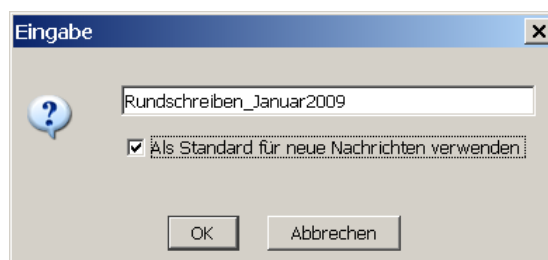 Eingabe
Rundschreiben_Januar2009
Als Standard für neue Nachrichten verwenden
OK Abbrechen